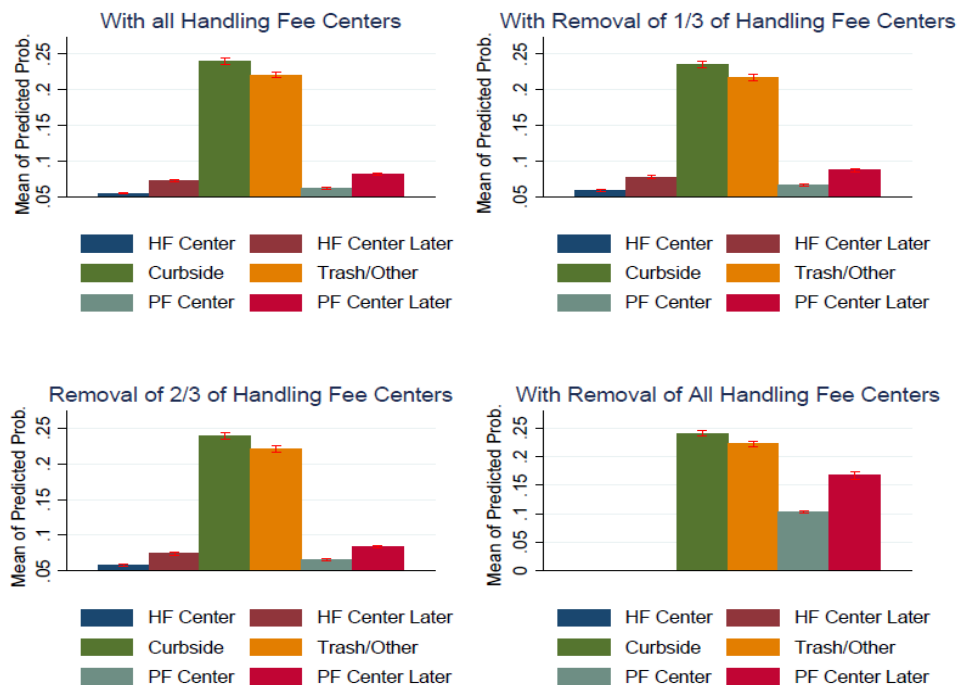 With all Handling Fee Centers
Mean of Predicted Prob.
.25
.2
.15
.1
.05
HF Center
HF Center Later
Curbside
Trash/Other
PF Center
PF Center Later
With Removal of 1/3 of Handling Fee Centers
Mean of Predicted Prob.
.25
.2
.15
.1
.05
HF Center
HF Center Later
Curbside
Trash/Other
PF Center
PF Center Later
Removal of 2/3 of Handling Fee Centers
Mean of Predicted Prob.
.25
.2
.15
.1
.05
HF Center
HF Center Later
Curbside
Trash/Other
PF Center
PF Center Later
With Removal of All Handling Fee Centers
Mean of Predicted Prob.
.25
.2
.15
.1
.05
0
HF Center
HF Center Later
Curbside
Trash/Other
PF Center
PF Center Later